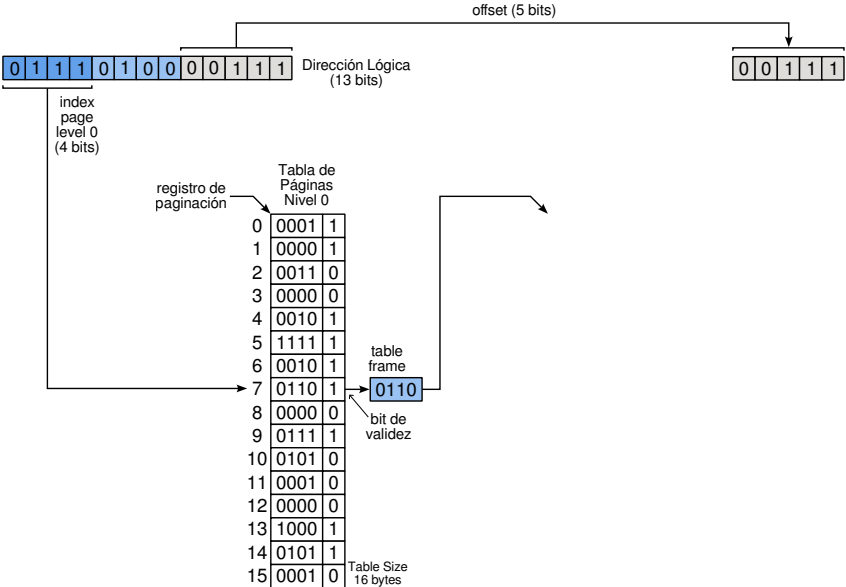 offset (5 bits)
0 1 1 1 0 1 0 0 0 0 1 1 1
Dirección Lógica
(13 bits)
0 0 1 1 1
index
page
level 0
(4 bits)
Tabla de
Páginas
Nivel 0
registro de
paginación
0 0001 1
1 0000 1
2 0011 0
3 0000 0
4 0010 1
5 1111 1
6 0010 1
7 0110 1
8 0000 0
9 0111 1
10 0101 0
11 0001 0
12 0000 0
13 1000 1
14 0101 1
15 0001 0
table
frame
0110
bit de
validez
Table Size
16 bytes